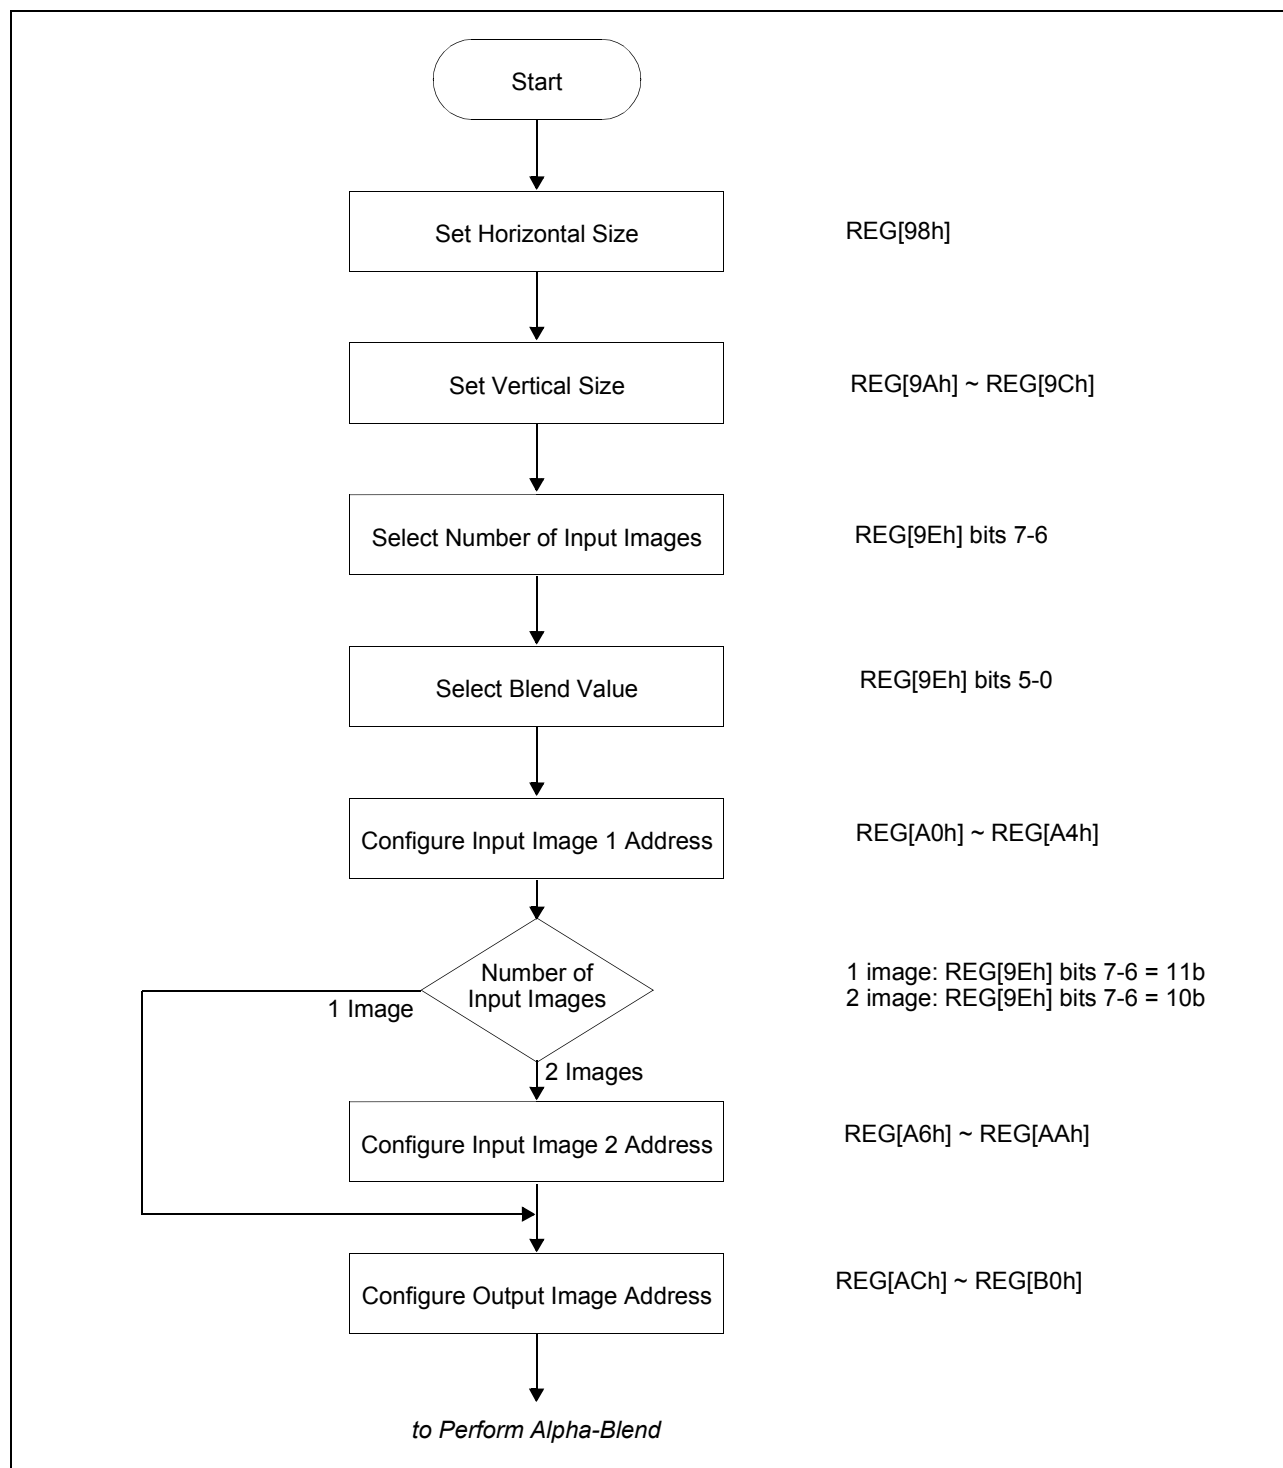 Start
Set Horizontal Size
REG[98h]
Set Vertical Size
REG[9Ah] ~ REG[9Ch]
Select Number of Input Images
REG[9Eh] bits 7-6
Select Blend Value
REG[9Eh] bits 5-0
Configure Input Image 1 Address
REG[A0h] ~ REG[A4h]
Number of
Input Images
1 image: REG[9Eh] bits 7-6 = 11b
2 image: REG[9Eh] bits 7-6 = 10b
1 Image
2 Images
Configure Input Image 2 Address
REG[A6h] ~ REG[AAh]
Configure Output Image Address
REG[ACh] ~ REG[B0h]
to Perform Alpha-Blend